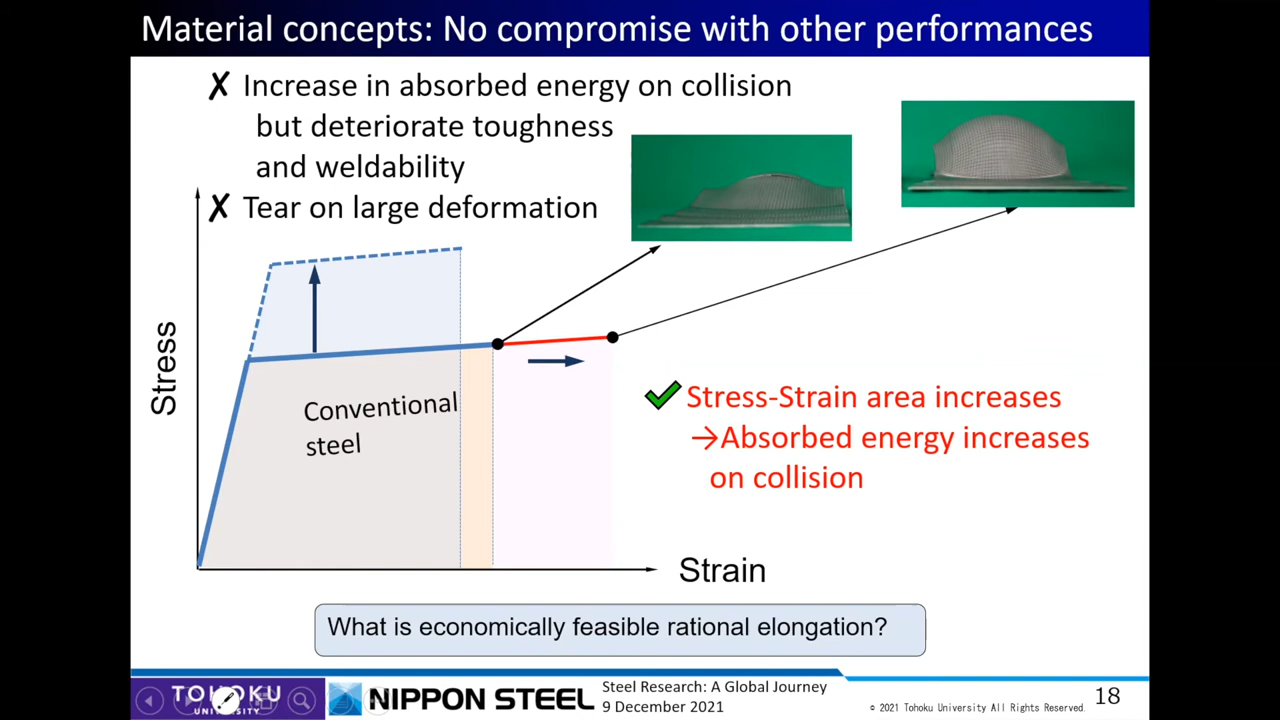 Material concepts: No compromise with other performances
✗ Increase in absorbed energy on collision
but deteriorate toughness
and weldability
✗ Tear on large deformation
Stress
Conventional
steel
Stress-Strain area increases
→Absorbed energy increases
on collision
Strain
What is economically feasible rational elongation?
TOHOKU
UNIVERSITY
NIPPON STEEL
Steel Research: A Global Journey
9 December 2021
18
© 2021 Tohoku University All Rights Reserved.